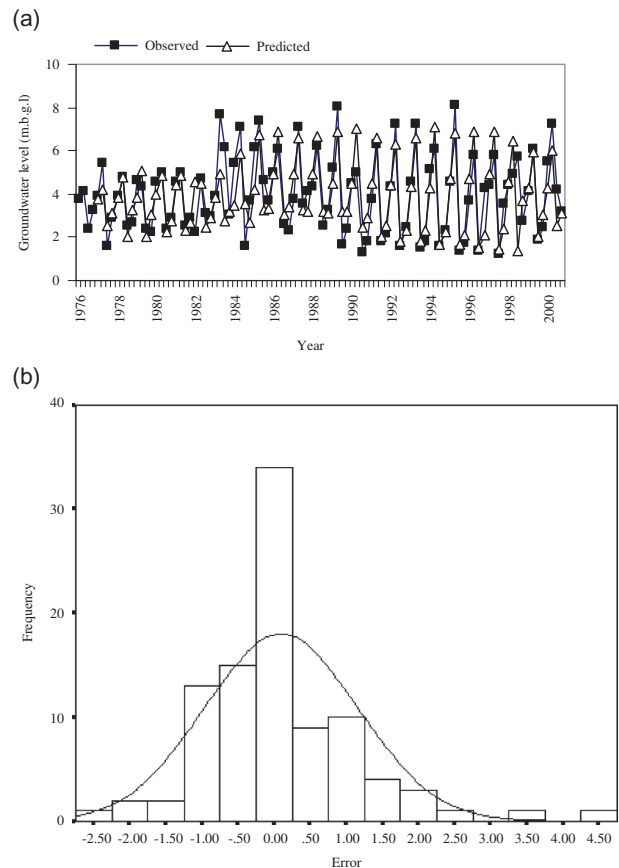 (a)
Observed Predicted
Groundwater level (m.b.g.l)
10
8
6
4
2
0
1976 1978 1980 1982 1984 1986 1988 1990 1992 1994 1996 1998 2000
Year
(b)
Frequency
40
30
20
10
0
-2.50 -2.00 -1.50 -1.00 -.50 0.00 .50 1.00 1.50 2.00 2.50 3.00 3.50 4.00 4.50
Error